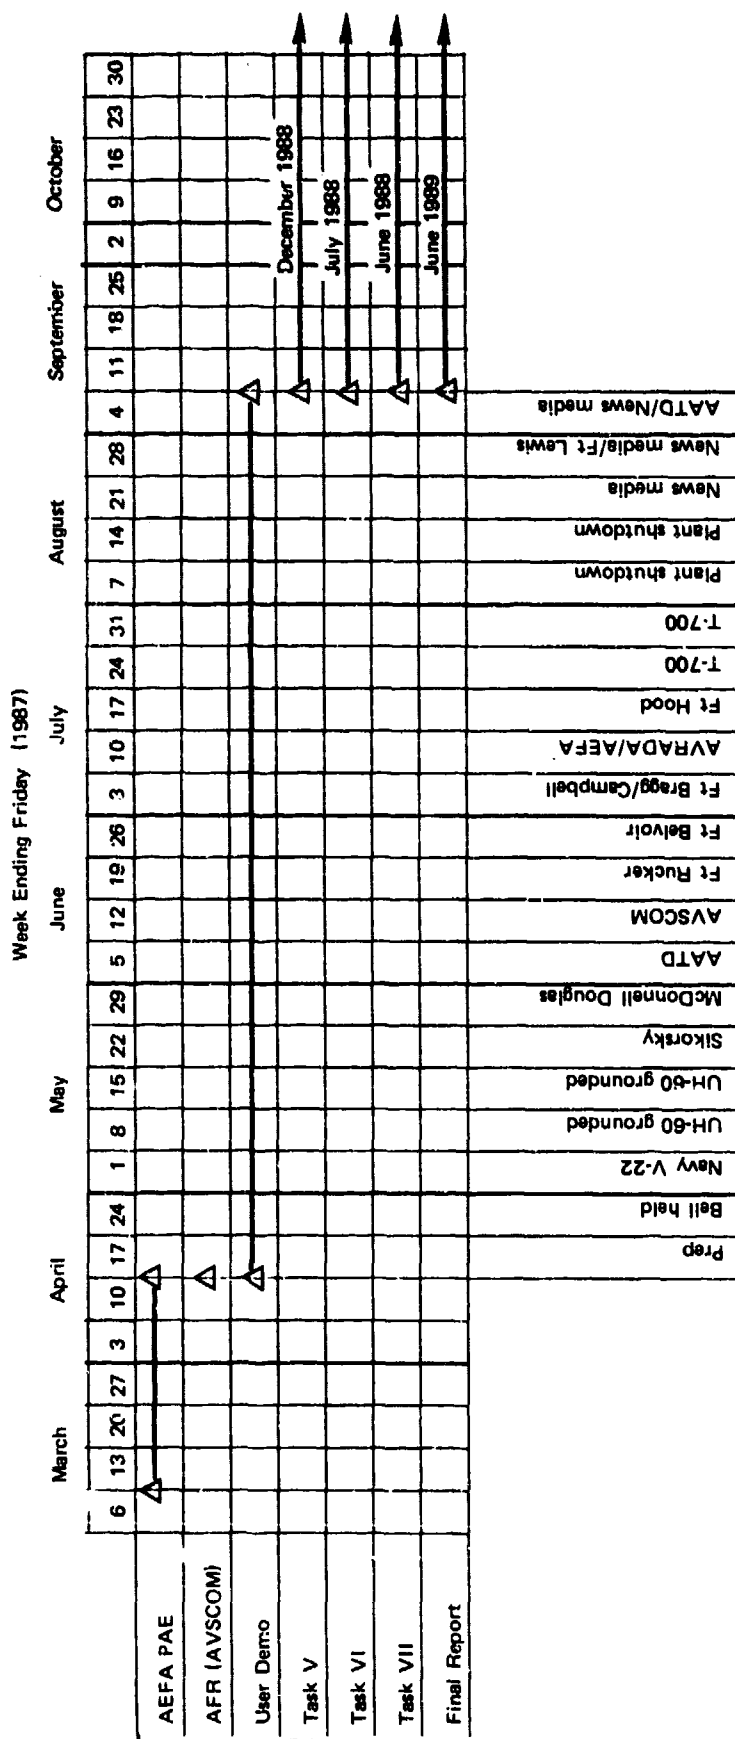 Week Ending Friday (1987)
March April May June July August September October
6 13 20 27 3 10 17 24 1 8 15 22 29 5 12 19 26 3 10 17 24 31 7 14 21 28 4 11 18 25 2 9 16 23 30
AEFA PAE
AFR (AVSCOM)
User Demo
Task V December 1988
Task VI July 1988
Task VII June 1988
Final Report June 1989
Prep
Bell held
Navy V-22
UH-60 grounded
UH-60 grounded
Sikorsky
McDonnell Douglas
AATD
AVSCOM
Ft Rucker
Ft Belvoir
Ft Bragg/Campbell
AVRADA/AEFA
Ft Hood
T-700
T-700
Plant shutdown
Plant shutdown
News media
News media/Ft Lewis
AATD/News media